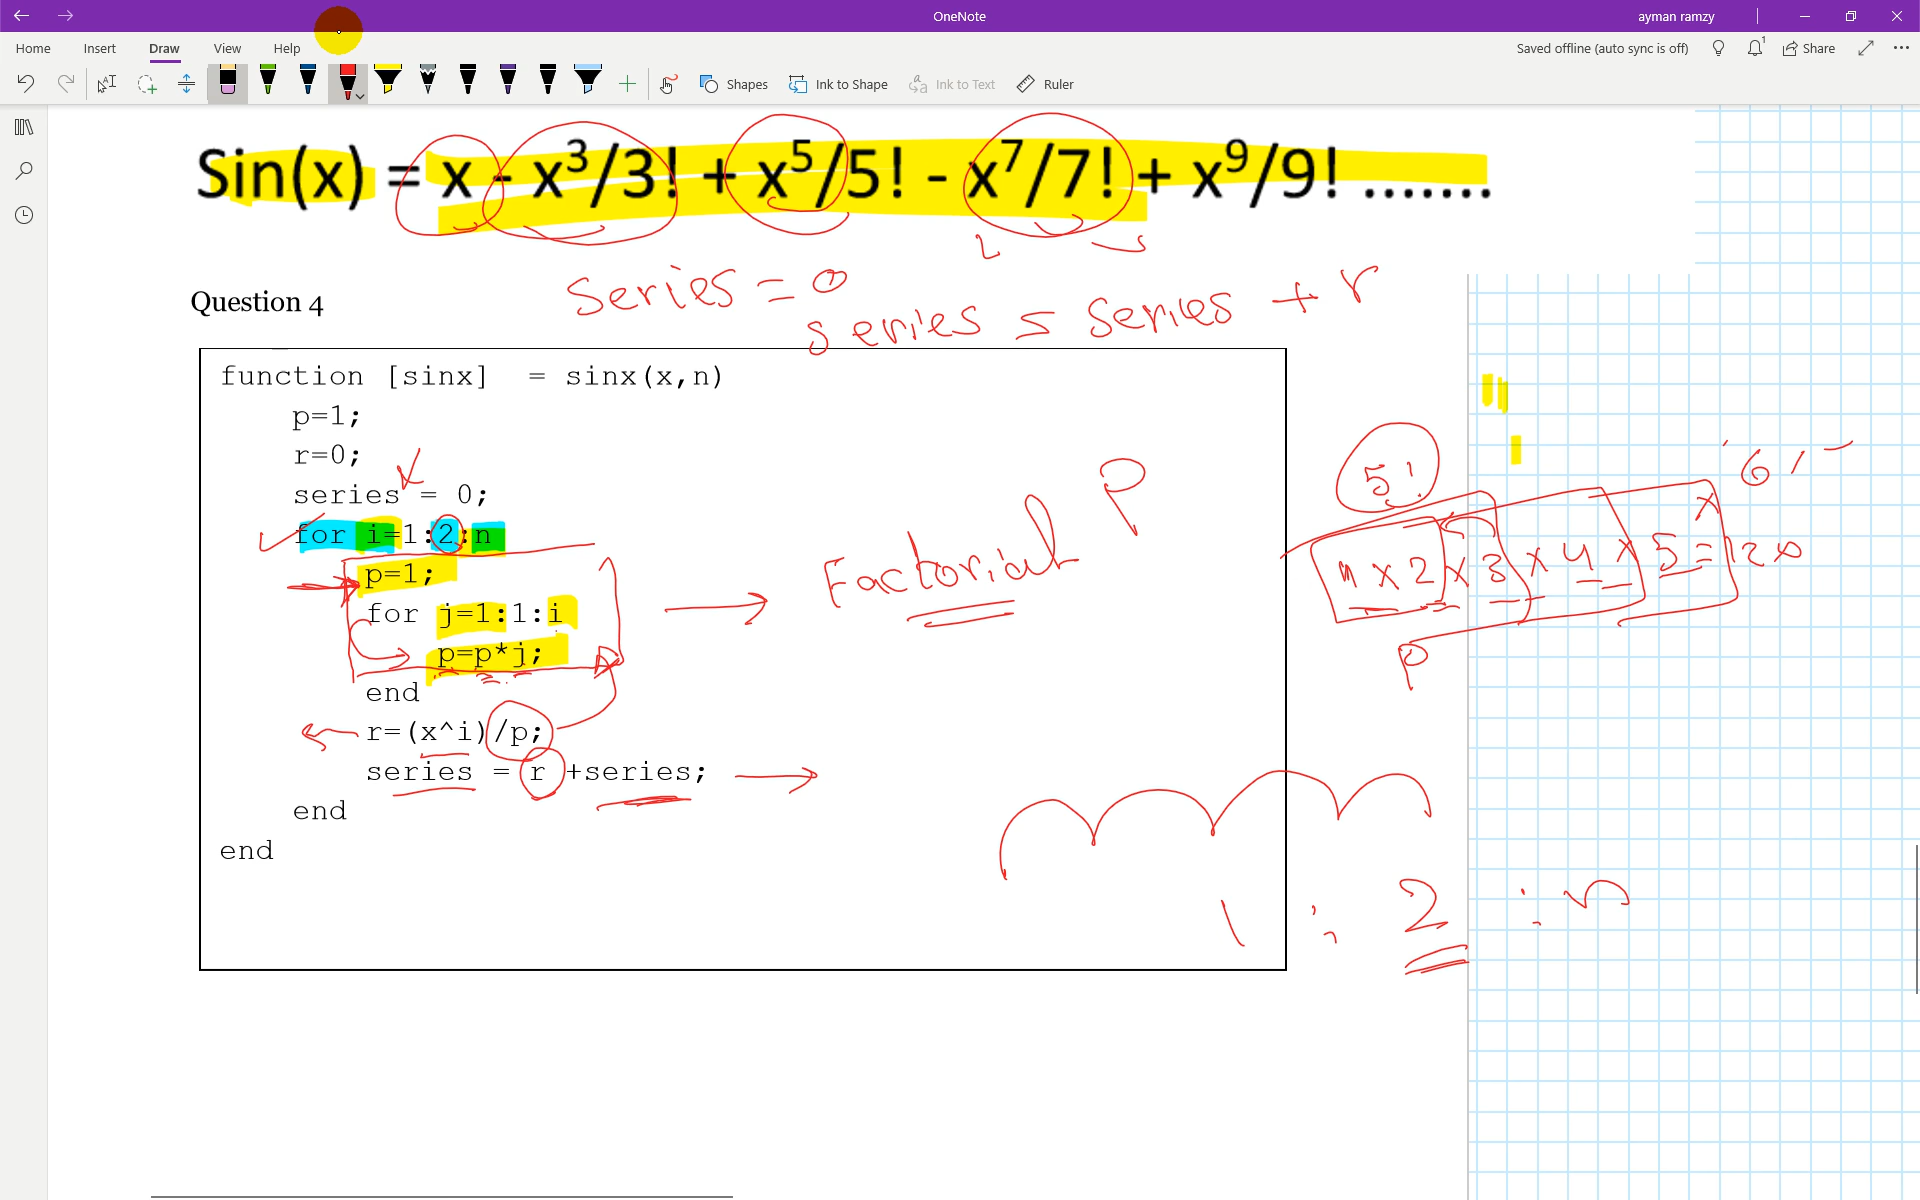 OneNote
ayman ramzy
Home Insert Draw View Help
Saved offline (auto sync is off)
Share
Shapes
Ink to Shape
Ink to Text
Ruler
Sin(x) = x - x³/3! + x⁵/5! - x⁷/7! + x⁹/9! .......
series = 0
series = series + r
Question 4
function [sinx]  = sinx(x,n)
p=1;
r=0;
series = 0;
for i=1:2:n
p=1;
for j=1:1:i
p=p*j;
end
r=(x^i)/p;
series = r +series;
end
end
Factorial P
5!
1 x 2 x 3 x 4 x 5 = 120
p
1 : 2 : n